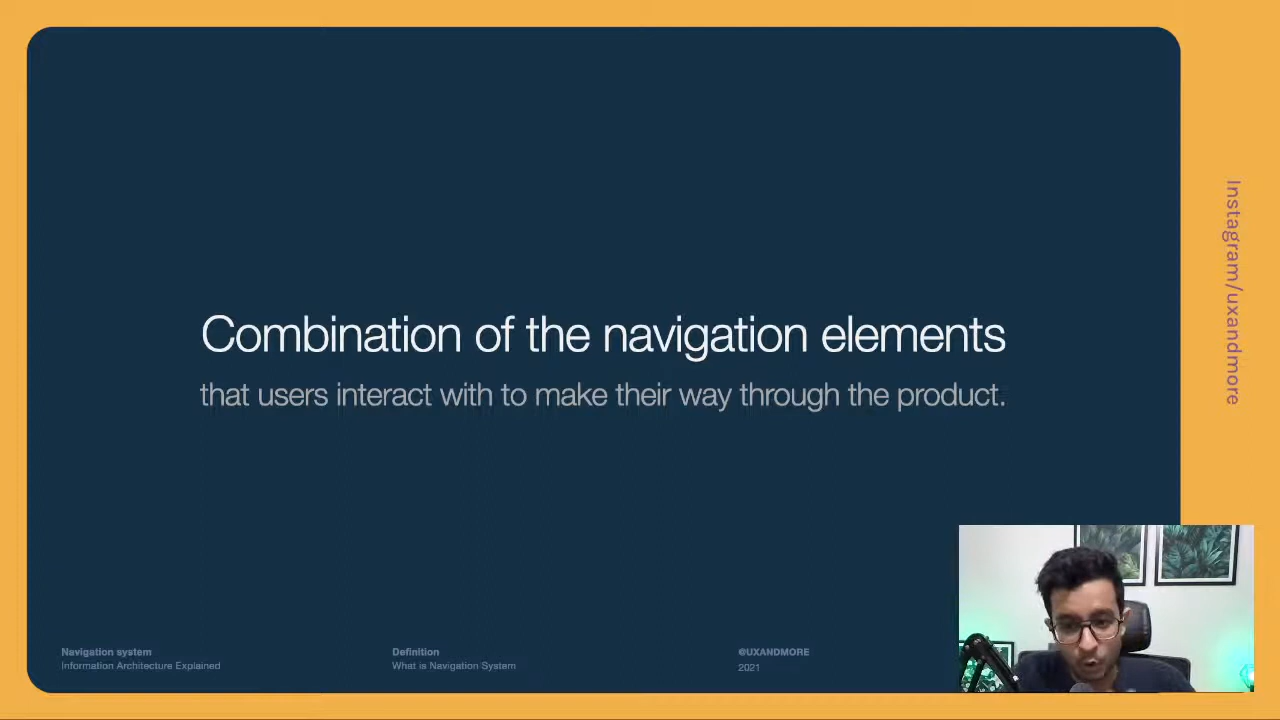 Combination of the navigation elements
that users interact with to make their way through the product.
Instagram/uxandmore
Navigation system
Information Architecture Explained
Definition
What is Navigation System
@UXANDMORE
2021